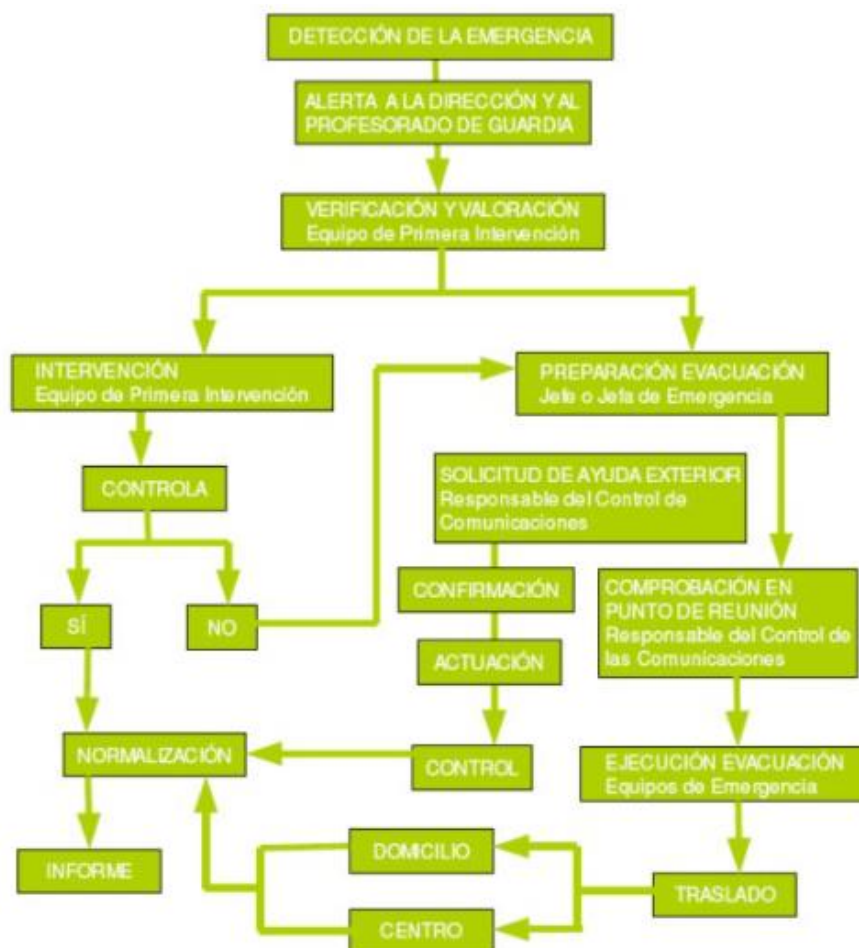 DETECCIÓN DE LA EMERGENCIA
ALERTA A LA DIRECCIÓN Y AL
PROFESORADO DE GUARDIA
VERIFICACIÓN Y VALORACIÓN
Equipo de Primera Intervención
INTERVENCIÓN
Equipo de Primera Intervención
PREPARACIÓN EVACUACIÓN
Jefe o Jefa de Emergencia
CONTROLA
SOLICITUD DE AYUDA EXTERIOR
Responsable del Control de
Comunicaciones
SÍ
NO
CONFIRMACIÓN
COMPROBACIÓN EN
PUNTO DE REUNIÓN
Responsable del Control de
las Comunicaciones
ACTUACIÓN
NORMALIZACIÓN
CONTROL
EJECUCIÓN EVACUACIÓN
Equipos de Emergencia
INFORME
DOMICILIO
TRASLADO
CENTRO